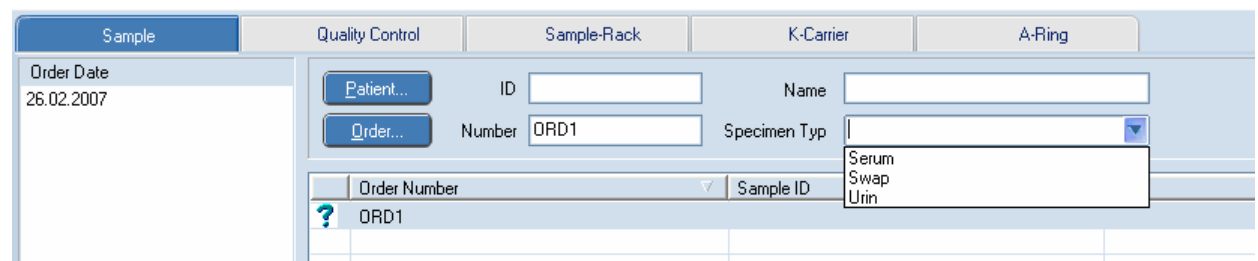 Sample Quality Control Sample-Rack K-Carrier A-Ring
Order Date
26.02.2007
Patient... ID Name
Order... Number ORD1 Specimen Typ
Serum
Swap
Urin
Order Number Sample ID
? ORD1